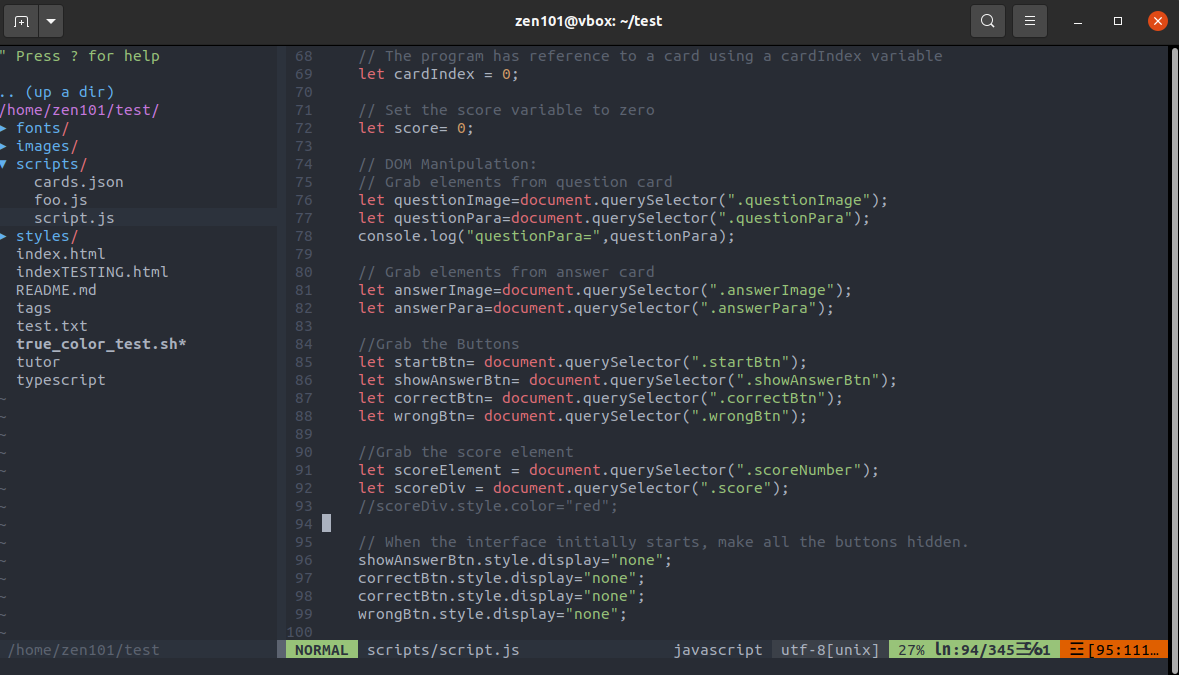 zen101@vbox: ~/test
" Press ? for help
.. (up a dir)
/home/zen101/test/
▸ fonts/
▸ images/
▾ scripts/
cards.json
foo.js
script.js
▸ styles/
index.html
indexTESTING.html
README.md
tags
test.txt
true_color_test.sh*
tutor
typescript
~
~
~
~
~
~
~
~
~
~
~
~
~
~
/home/zen101/test
68 // The program has reference to a card using a cardIndex variable
69 let cardIndex = 0;
70
71 // Set the score variable to zero
72 let score= 0;
73
74 // DOM Manipulation:
75 // Grab elements from question card
76 let questionImage=document.querySelector(".questionImage");
77 let questionPara=document.querySelector(".questionPara");
78 console.log("questionPara=",questionPara);
79
80 // Grab elements from answer card
81 let answerImage=document.querySelector(".answerImage");
82 let answerPara=document.querySelector(".answerPara");
83
84 //Grab the Buttons
85 let startBtn= document.querySelector(".startBtn");
86 let showAnswerBtn= document.querySelector(".showAnswerBtn");
87 let correctBtn= document.querySelector(".correctBtn");
88 let wrongBtn= document.querySelector(".wrongBtn");
89
90 //Grab the score element
91 let scoreElement = document.querySelector(".scoreNumber");
92 let scoreDiv = document.querySelector(".score");
93 //scoreDiv.style.color="red";
94
95 // When the interface initially starts, make all the buttons hidden.
96 showAnswerBtn.style.display="none";
97 correctBtn.style.display="none";
98 correctBtn.style.display="none";
99 wrongBtn.style.display="none";
100
NORMAL scripts/script.js javascript utf-8[unix] 27% ln:94/345☰℅:1 ☲[95:111…